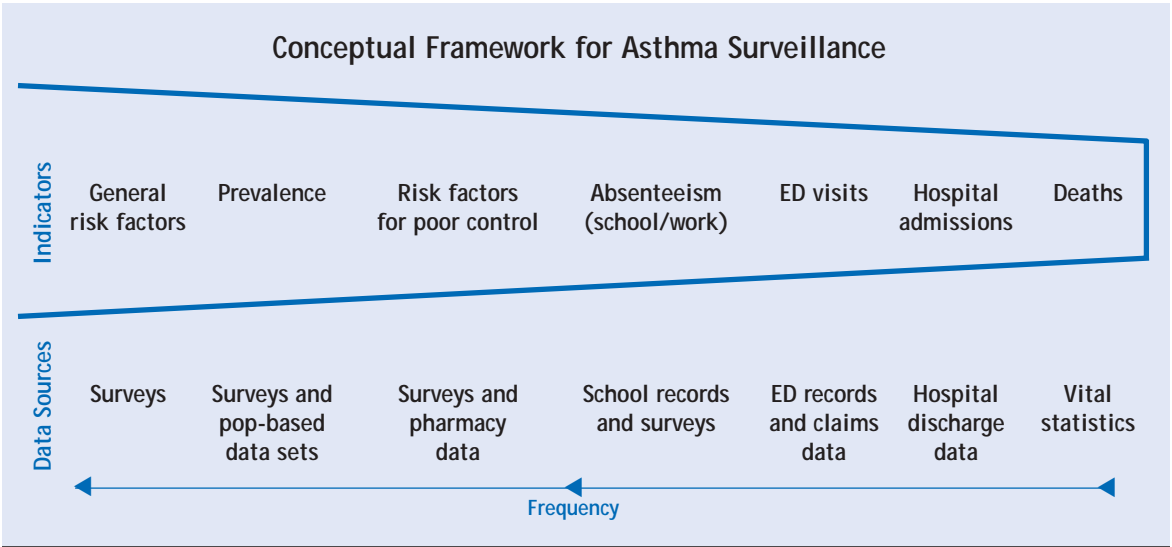 Conceptual Framework for Asthma Surveillance
Indicators
General
risk factors
Prevalence
Risk factors
for poor control
Absenteeism
(school/work)
ED visits
Hospital
admissions
Deaths
Data Sources
Surveys
Surveys and
pop-based
data sets
Surveys and
pharmacy
data
School records
and surveys
ED records
and claims
data
Hospital
discharge
data
Vital
statistics
Frequency